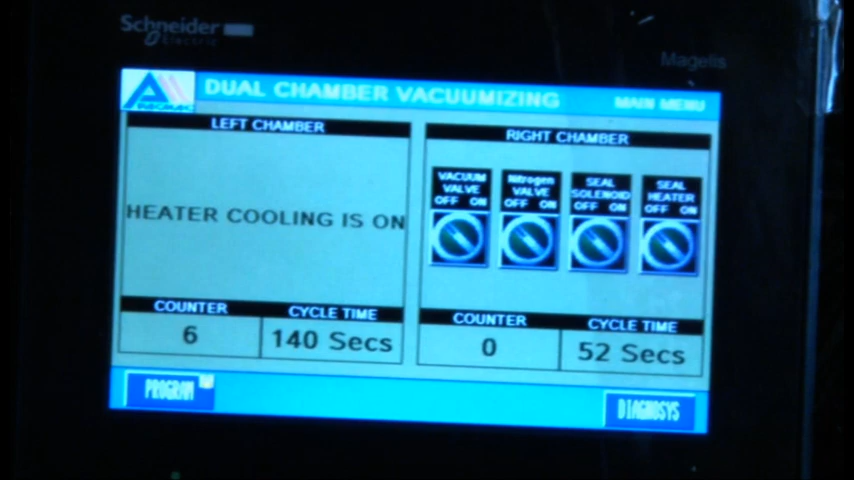 Schneider
Electric
Magelis
DUAL CHAMBER VACUUMIZING
MAIN MENU
LEFT CHAMBER
HEATER COOLING IS ON
COUNTER
CYCLE TIME
6
140 Secs
RIGHT CHAMBER
VACUUM
VALVE
OFF ON
Nitrogen
VALVE
OFF ON
SEAL
SOLENOID
OFF ON
SEAL
HEATER
OFF ON
COUNTER
CYCLE TIME
0
52 Secs
PROGRAM
DIAGNOSYS